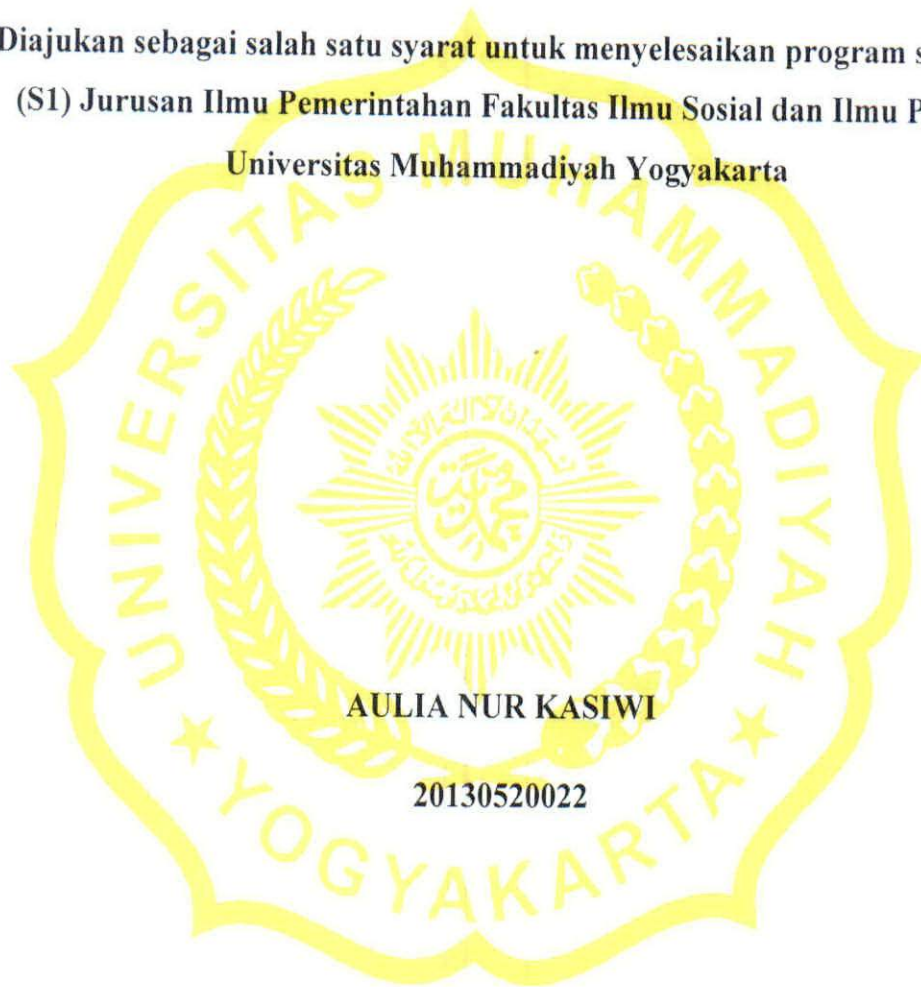 Diajukan sebagai salah satu syarat untuk menyelesaikan program
(S1) Jurusan Ilmu Pemerintahan Fakultas Ilmu Sosial dan Ilmu
Universitas Muhammadiyah Yogyakarta
UNIVERSITAS MUHAMMADIYAH
★ YOGYAKARTA ★
AULIA NUR KASIWI
20130520022